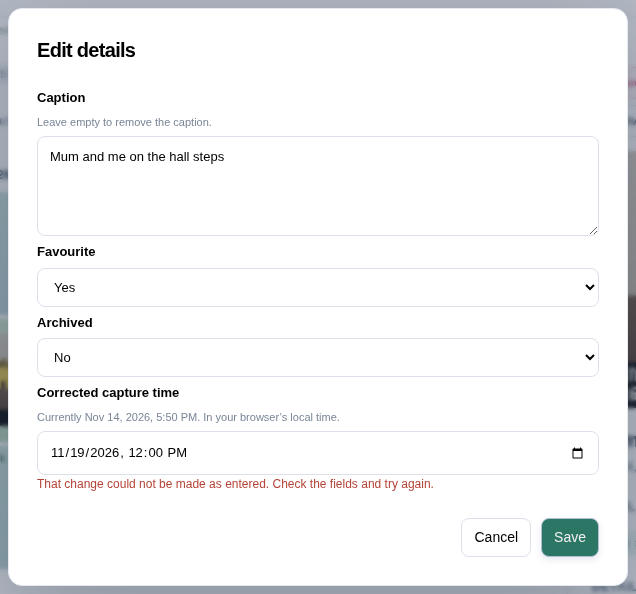 Edit details
Caption
Leave empty to remove the caption.
Mum and me on the hall steps
Favourite
Yes
Archived
No
Corrected capture time
Currently Nov 14, 2026, 5:50 PM. In your browser’s local time.
11/19/2026, 12:00 PM
That change could not be made as entered. Check the fields and try again.
Cancel
Save